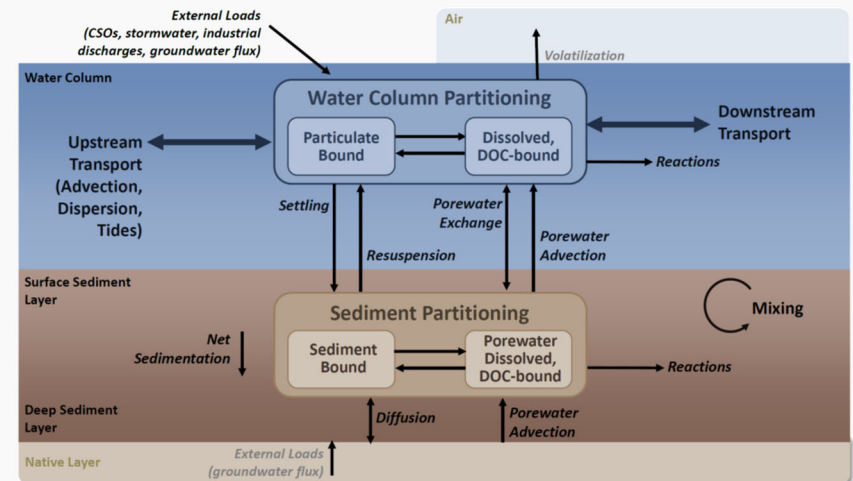 External Loads
(CSOs, stormwater, industrial
discharges, groundwater flux)
Air
Volatilization
Water Column
Water Column Partitioning
Particulate
Bound
Dissolved,
DOC-bound
Upstream
Transport
(Advection,
Dispersion,
Tides)
Downstream
Transport
Reactions
Settling
Resuspension
Porewater
Exchange
Porewater
Advection
Surface Sediment
Layer
Sediment Partitioning
Sediment
Bound
Porewater
Dissolved,
DOC-bound
Mixing
Net
Sedimentation
Reactions
Deep Sediment
Layer
Diffusion
Porewater
Advection
Native Layer
External Loads
(groundwater flux)